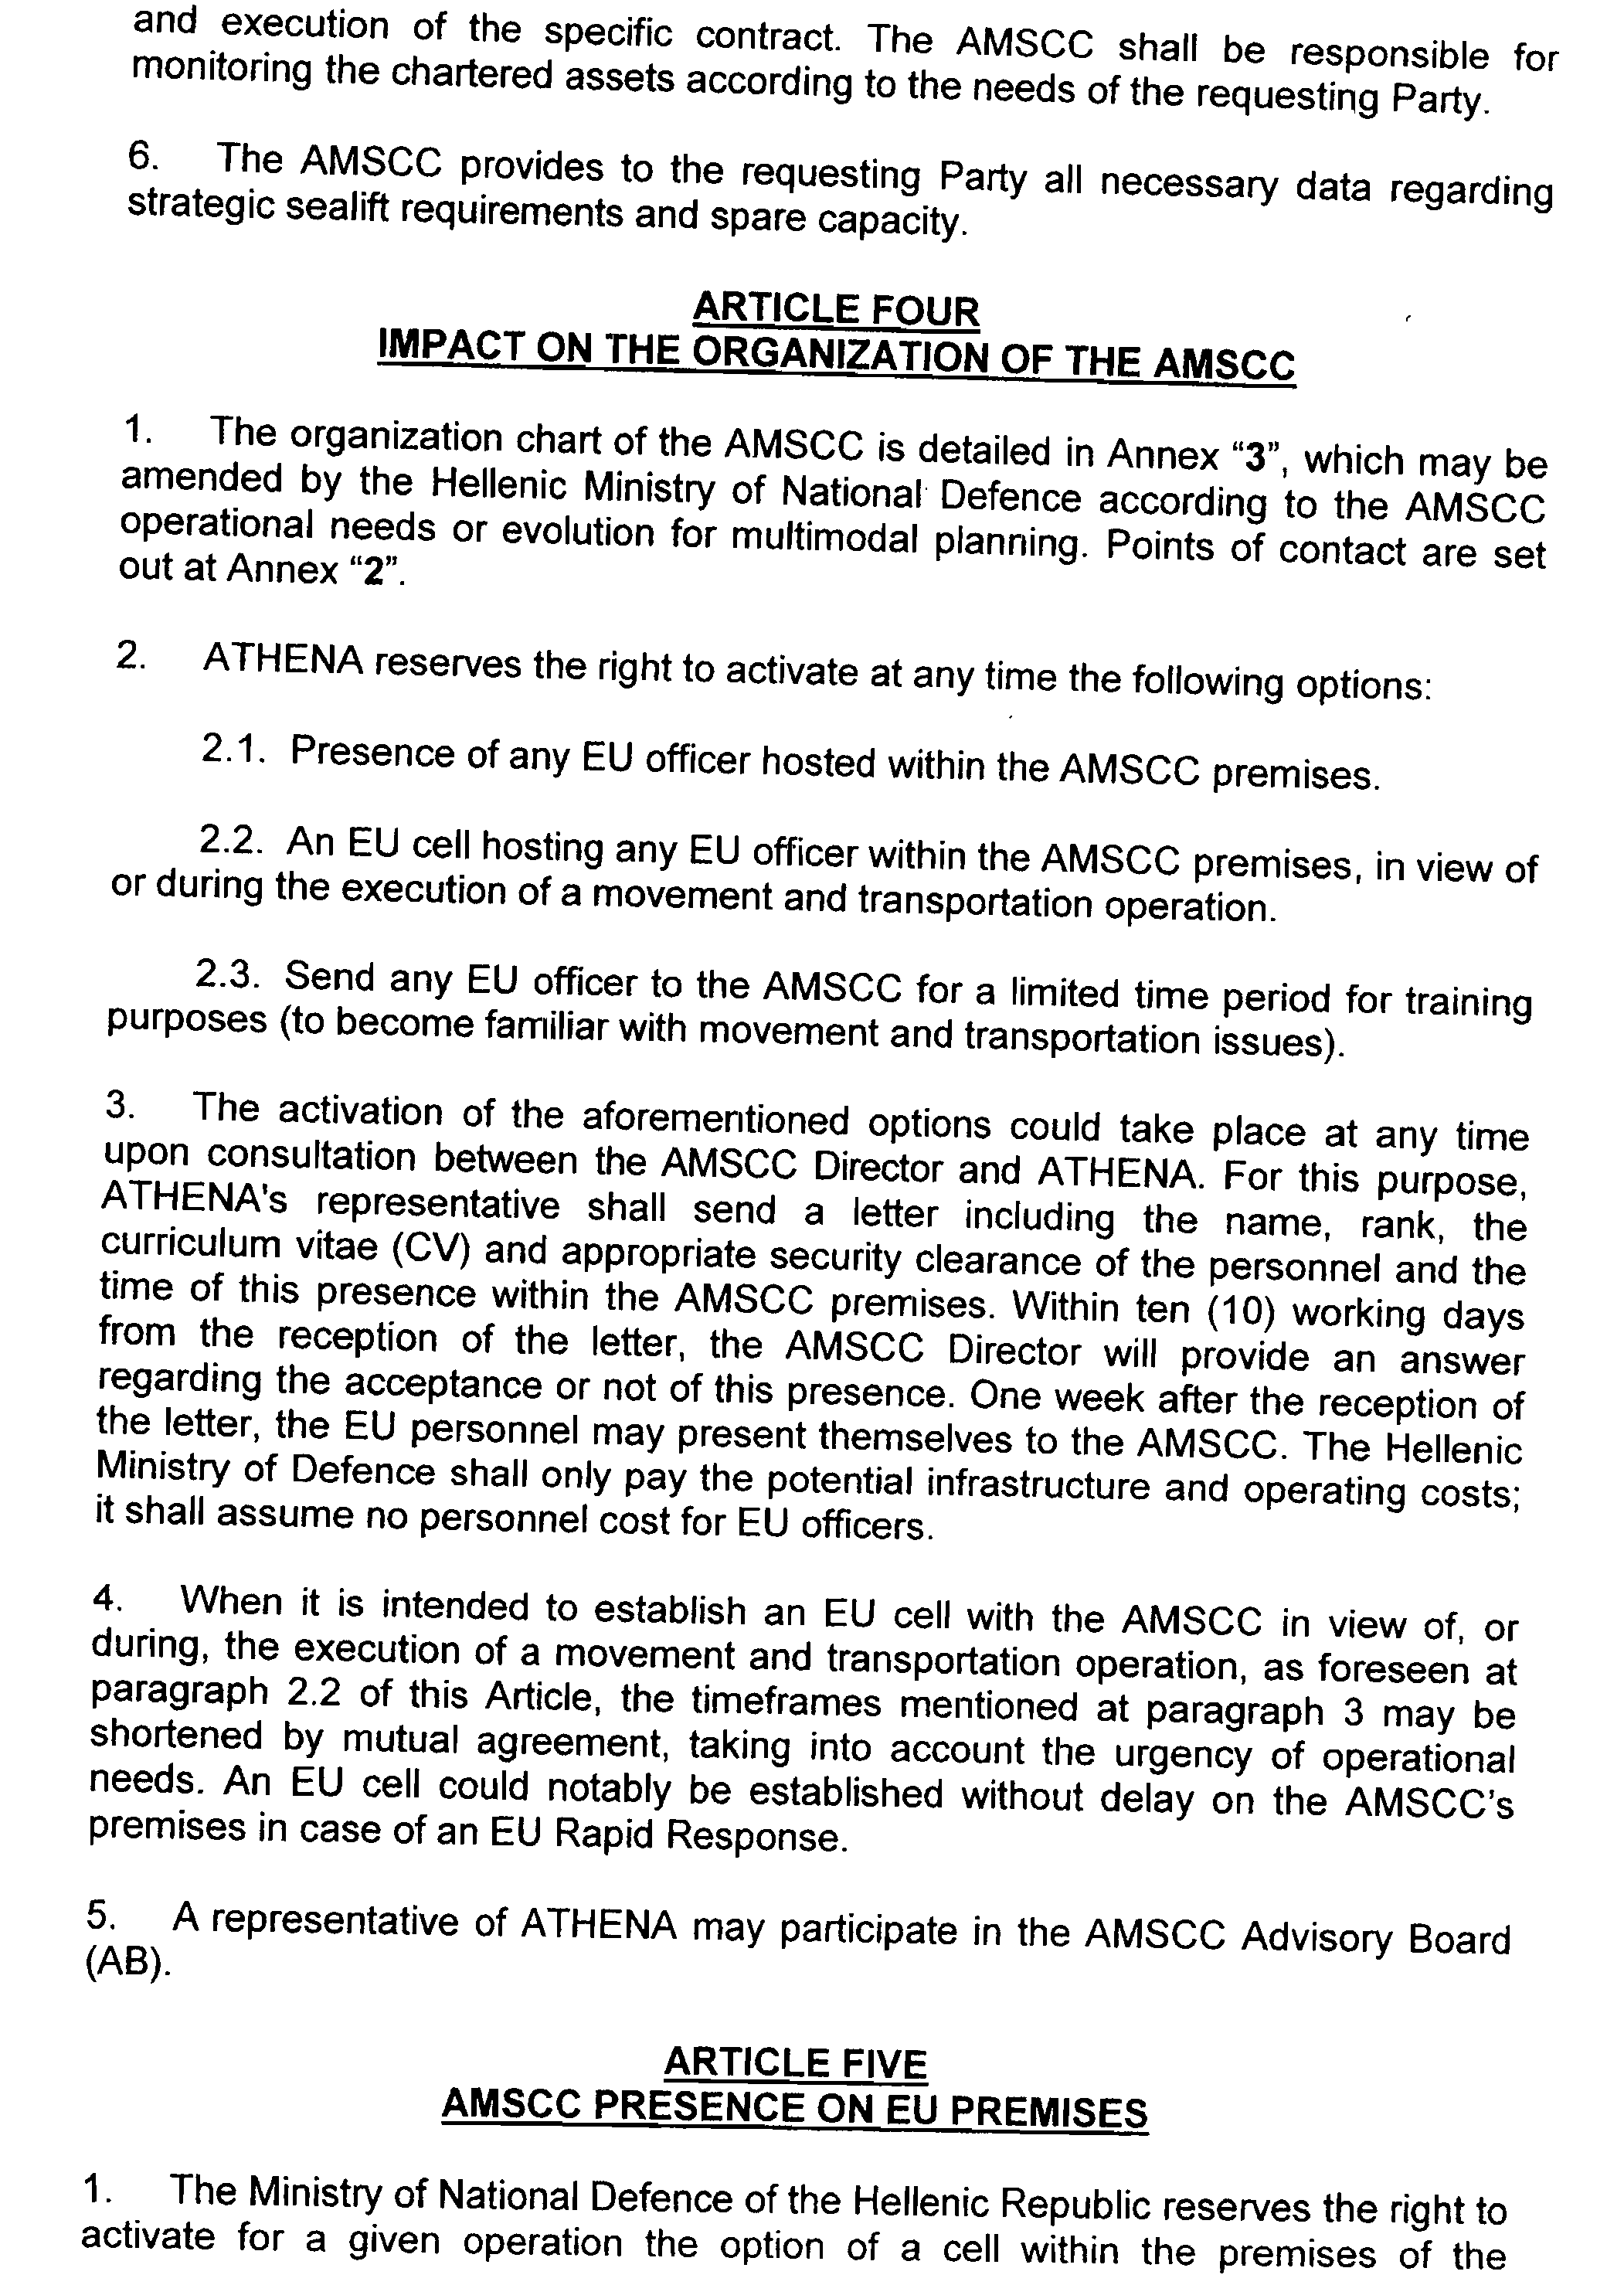 and execution of the specific contract. The AMSCC shall be responsible for
monitoring the chartered assets according to the needs of the requesting Party.
6. The AMSCC provides to the requesting Party all necessary data regarding
strategic sealift requirements and spare capacity.
ARTICLE FOUR
IMPACT ON THE ORGANIZATION OF THE AMSCC
1. The organization chart of the AMSCC is detailed in Annex “3”, which may be
amended by the Hellenic Ministry of National Defence according to the AMSCC
operational needs or evolution for multimodal planning. Points of contact are set
out at Annex “2”.
2. ATHENA reserves the right to activate at any time the following options:
2.1. Presence of any EU officer hosted within the AMSCC premises.
2.2. An EU cell hosting any EU officer within the AMSCC premises, in view of
or during the execution of a movement and transportation operation.
2.3. Send any EU officer to the AMSCC for a limited time period for training
purposes (to become familiar with movement and transportation issues).
3. The activation of the aforementioned options could take place at any time
upon consultation between the AMSCC Director and ATHENA. For this purpose,
ATHENA's representative shall send a letter including the name, rank, the
curriculum vitae (CV) and appropriate security clearance of the personnel and the
time of this presence within the AMSCC premises. Within ten (10) working days
from the reception of the letter, the AMSCC Director will provide an answer
regarding the acceptance or not of this presence. One week after the reception of
the letter, the EU personnel may present themselves to the AMSCC. The Hellenic
Ministry of Defence shall only pay the potential infrastructure and operating costs;
it shall assume no personnel cost for EU officers.
4. When it is intended to establish an EU cell with the AMSCC in view of, or
during, the execution of a movement and transportation operation, as foreseen at
paragraph 2.2 of this Article, the timeframes mentioned at paragraph 3 may be
shortened by mutual agreement, taking into account the urgency of operational
needs. An EU cell could notably be established without delay on the AMSCC’s
premises in case of an EU Rapid Response.
5. A representative of ATHENA may participate in the AMSCC Advisory Board
(AB).
ARTICLE FIVE
AMSCC PRESENCE ON EU PREMISES
1. The Ministry of National Defence of the Hellenic Republic reserves the right to
activate for a given operation the option of a cell within the premises of the